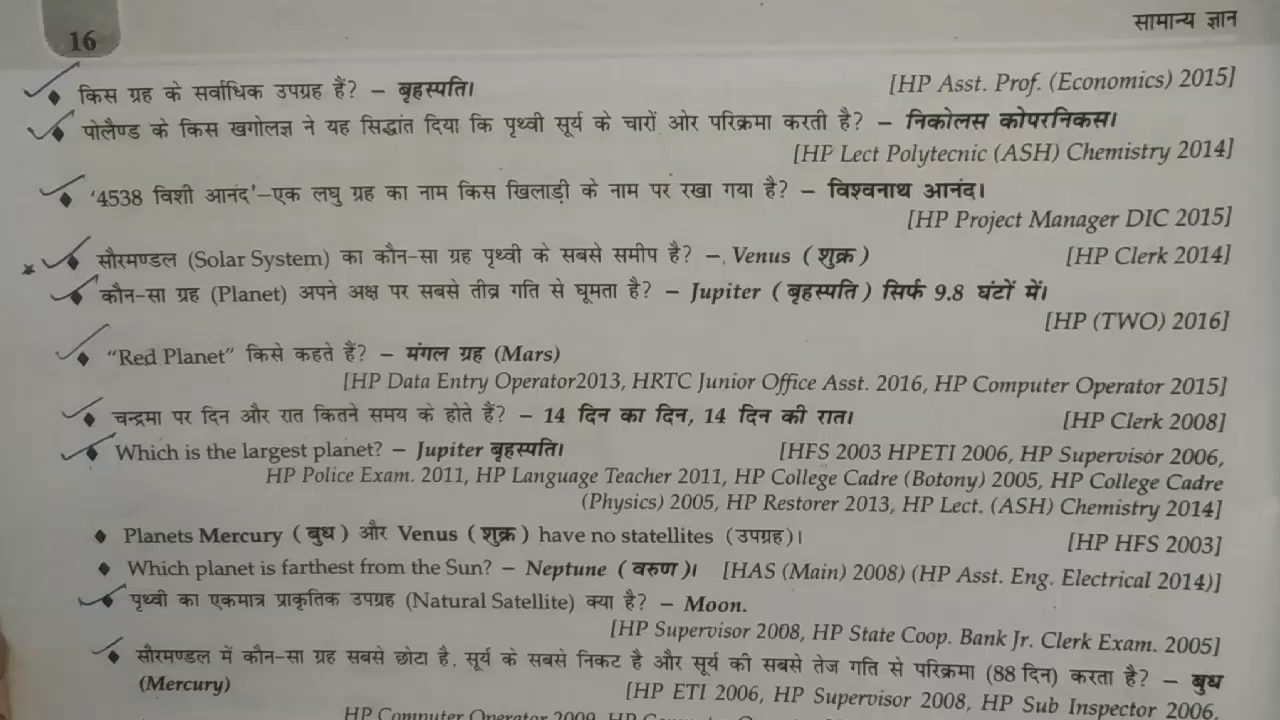 16
सामान्य ज्ञान
♦ किस ग्रह के सर्वाधिक उपग्रह हैं? – बृहस्पति। [HP Asst. Prof. (Economics) 2015]
♦ पोलैण्ड के किस खगोलज्ञ ने यह सिद्धांत दिया कि पृथ्वी सूर्य के चारों ओर परिक्रमा करती है? – निकोलस कोपरनिकस।
[HP Lect Polytecnic (ASH) Chemistry 2014]
♦ '4538 विशी आनंद'–एक लघु ग्रह का नाम किस खिलाड़ी के नाम पर रखा गया है? – विश्वनाथ आनंद।
[HP Project Manager DIC 2015]
♦ सौरमण्डल (Solar System) का कौन-सा ग्रह पृथ्वी के सबसे समीप है? – Venus (शुक्र) [HP Clerk 2014]
♦ कौन-सा ग्रह (Planet) अपने अक्ष पर सबसे तीव्र गति से घूमता है? – Jupiter (बृहस्पति) सिर्फ 9.8 घंटों में।
[HP (TWO) 2016]
♦ "Red Planet" किसे कहते हैं? – मंगल ग्रह (Mars)
[HP Data Entry Operator2013, HRTC Junior Office Asst. 2016, HP Computer Operator 2015]
♦ चन्द्रमा पर दिन और रात कितने समय के होते हैं? – 14 दिन का दिन, 14 दिन की रात। [HP Clerk 2008]
♦ Which is the largest planet? – Jupiter बृहस्पति। [HFS 2003 HPETI 2006, HP Supervisor 2006,
HP Police Exam. 2011, HP Language Teacher 2011, HP College Cadre (Botony) 2005, HP College Cadre
(Physics) 2005, HP Restorer 2013, HP Lect. (ASH) Chemistry 2014]
♦ Planets Mercury (बुध) और Venus (शुक्र) have no statellites (उपग्रह)। [HP HFS 2003]
♦ Which planet is farthest from the Sun? – Neptune (वरुण)। [HAS (Main) 2008) (HP Asst. Eng. Electrical 2014)]
♦ पृथ्वी का एकमात्र प्राकृतिक उपग्रह (Natural Satellite) क्या है? – Moon.
[HP Supervisor 2008, HP State Coop. Bank Jr. Clerk Exam. 2005]
♦ सौरमण्डल में कौन-सा ग्रह सबसे छोटा है, सूर्य के सबसे निकट है और सूर्य की सबसे तेज गति से परिक्रमा (88 दिन) करता है? – बुध
(Mercury) [HP ETI 2006, HP Supervisor 2008, HP Sub Inspector 2006,
HP Computer Operator 2009, HP